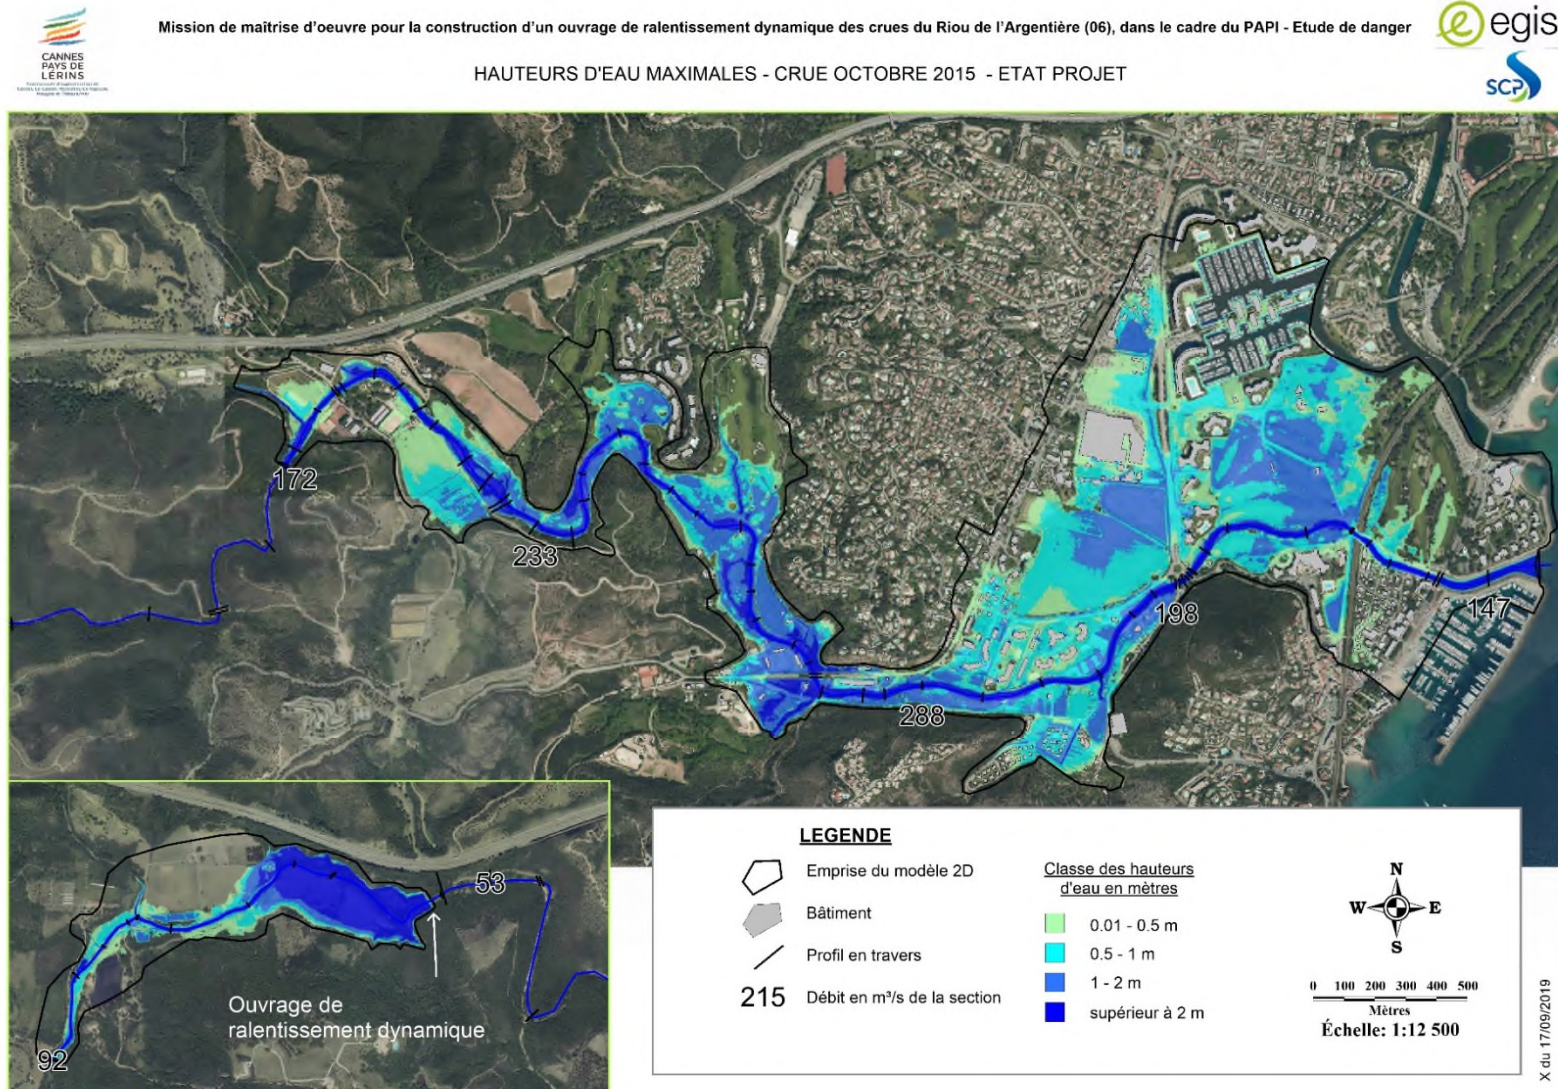 CANNES
PAYS DE
LÉRINS
Mission de maîtrise d'oeuvre pour la construction d'un ouvrage de ralentissement dynamique des crues du Riou de l'Argentière (06), dans le cadre du PAPI - Etude de danger
HAUTEURS D'EAU MAXIMALES - CRUE OCTOBRE 2015 - ETAT PROJET
egis
SCP
172
233
288
198
147
53
92
Ouvrage de
ralentissement dynamique
LEGENDE
Emprise du modèle 2D
Bâtiment
Profil en travers
215 Débit en m³/s de la section
Classe des hauteurs
d'eau en mètres
0.01 - 0.5 m
0.5 - 1 m
1 - 2 m
supérieur à 2 m
N
W E
S
0 100 200 300 400 500
Mètres
Échelle: 1:12 500
X du 17/09/2019